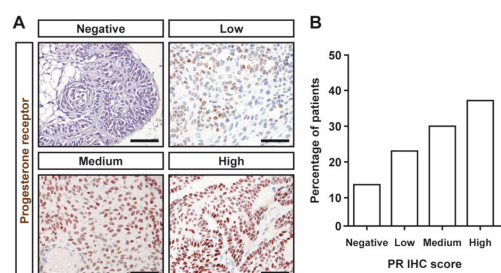 A
Negative
Low
Progesterone receptor
Medium
High
B
Percentage of patients
50
40
30
20
10
0
Negative Low Medium High
PR IHC score